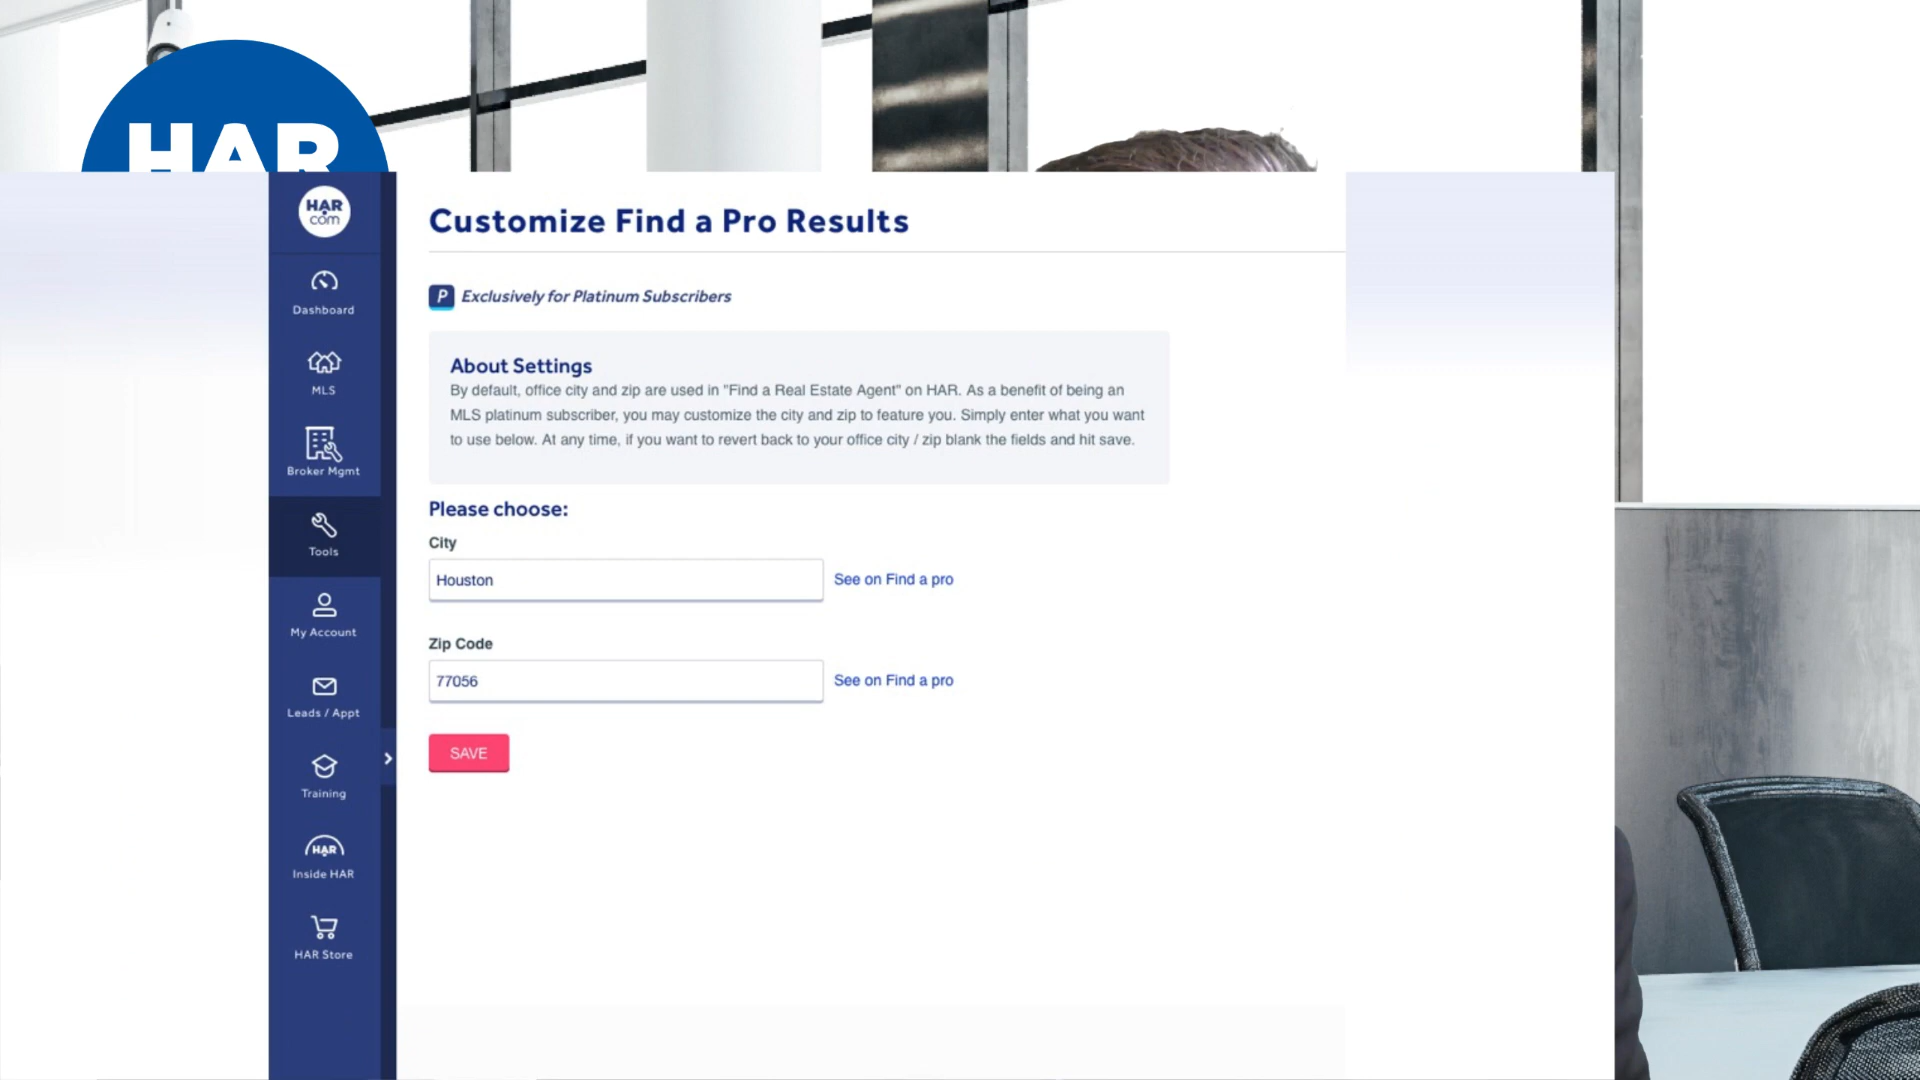 HAR
HAR
com
Dashboard
MLS
Broker Mgmt
Tools
My Account
Leads / Appt
Training
HAR
Inside HAR
HAR Store
Customize Find a Pro Results
P Exclusively for Platinum Subscribers
About Settings
By default, office city and zip are used in "Find a Real Estate Agent" on HAR. As a benefit of being an
MLS platinum subscriber, you may customize the city and zip to feature you. Simply enter what you want
to use below. At any time, if you want to revert back to your office city / zip blank the fields and hit save.
Please choose:
City
Houston See on Find a pro
Zip Code
77056 See on Find a pro
SAVE